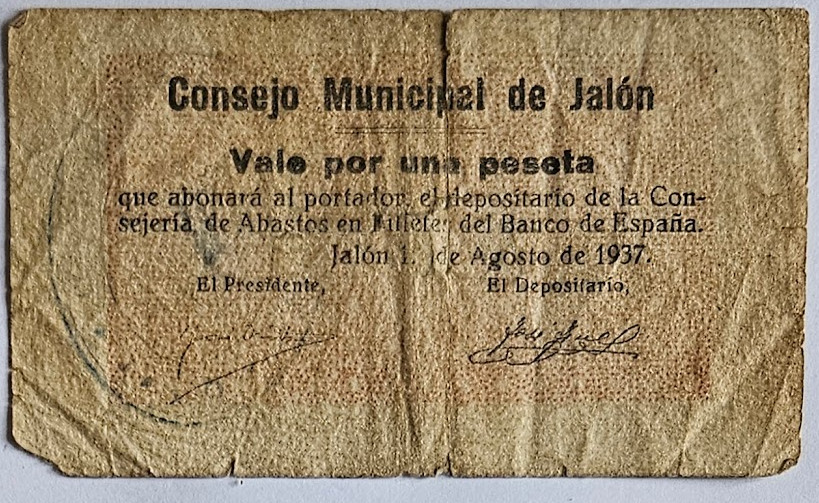 Consejo Municipal de Jalón
Vale por una peseta
que abonará al portador, el depositario de la Con-
sejería de Abastos en Billetes del Banco de España.
Jalón 1. de Agosto de 1937.
El Presidente, El Depositario,